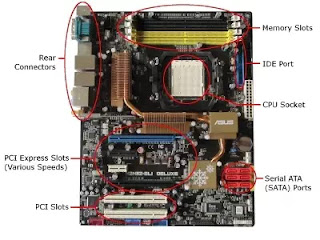 Rear
Connectors
Memory Slots
IDE Port
CPU Socket
ASUS
PCI Express Slots
(Various Speeds)
Serial ATA
(SATA) Ports
PCI Slots